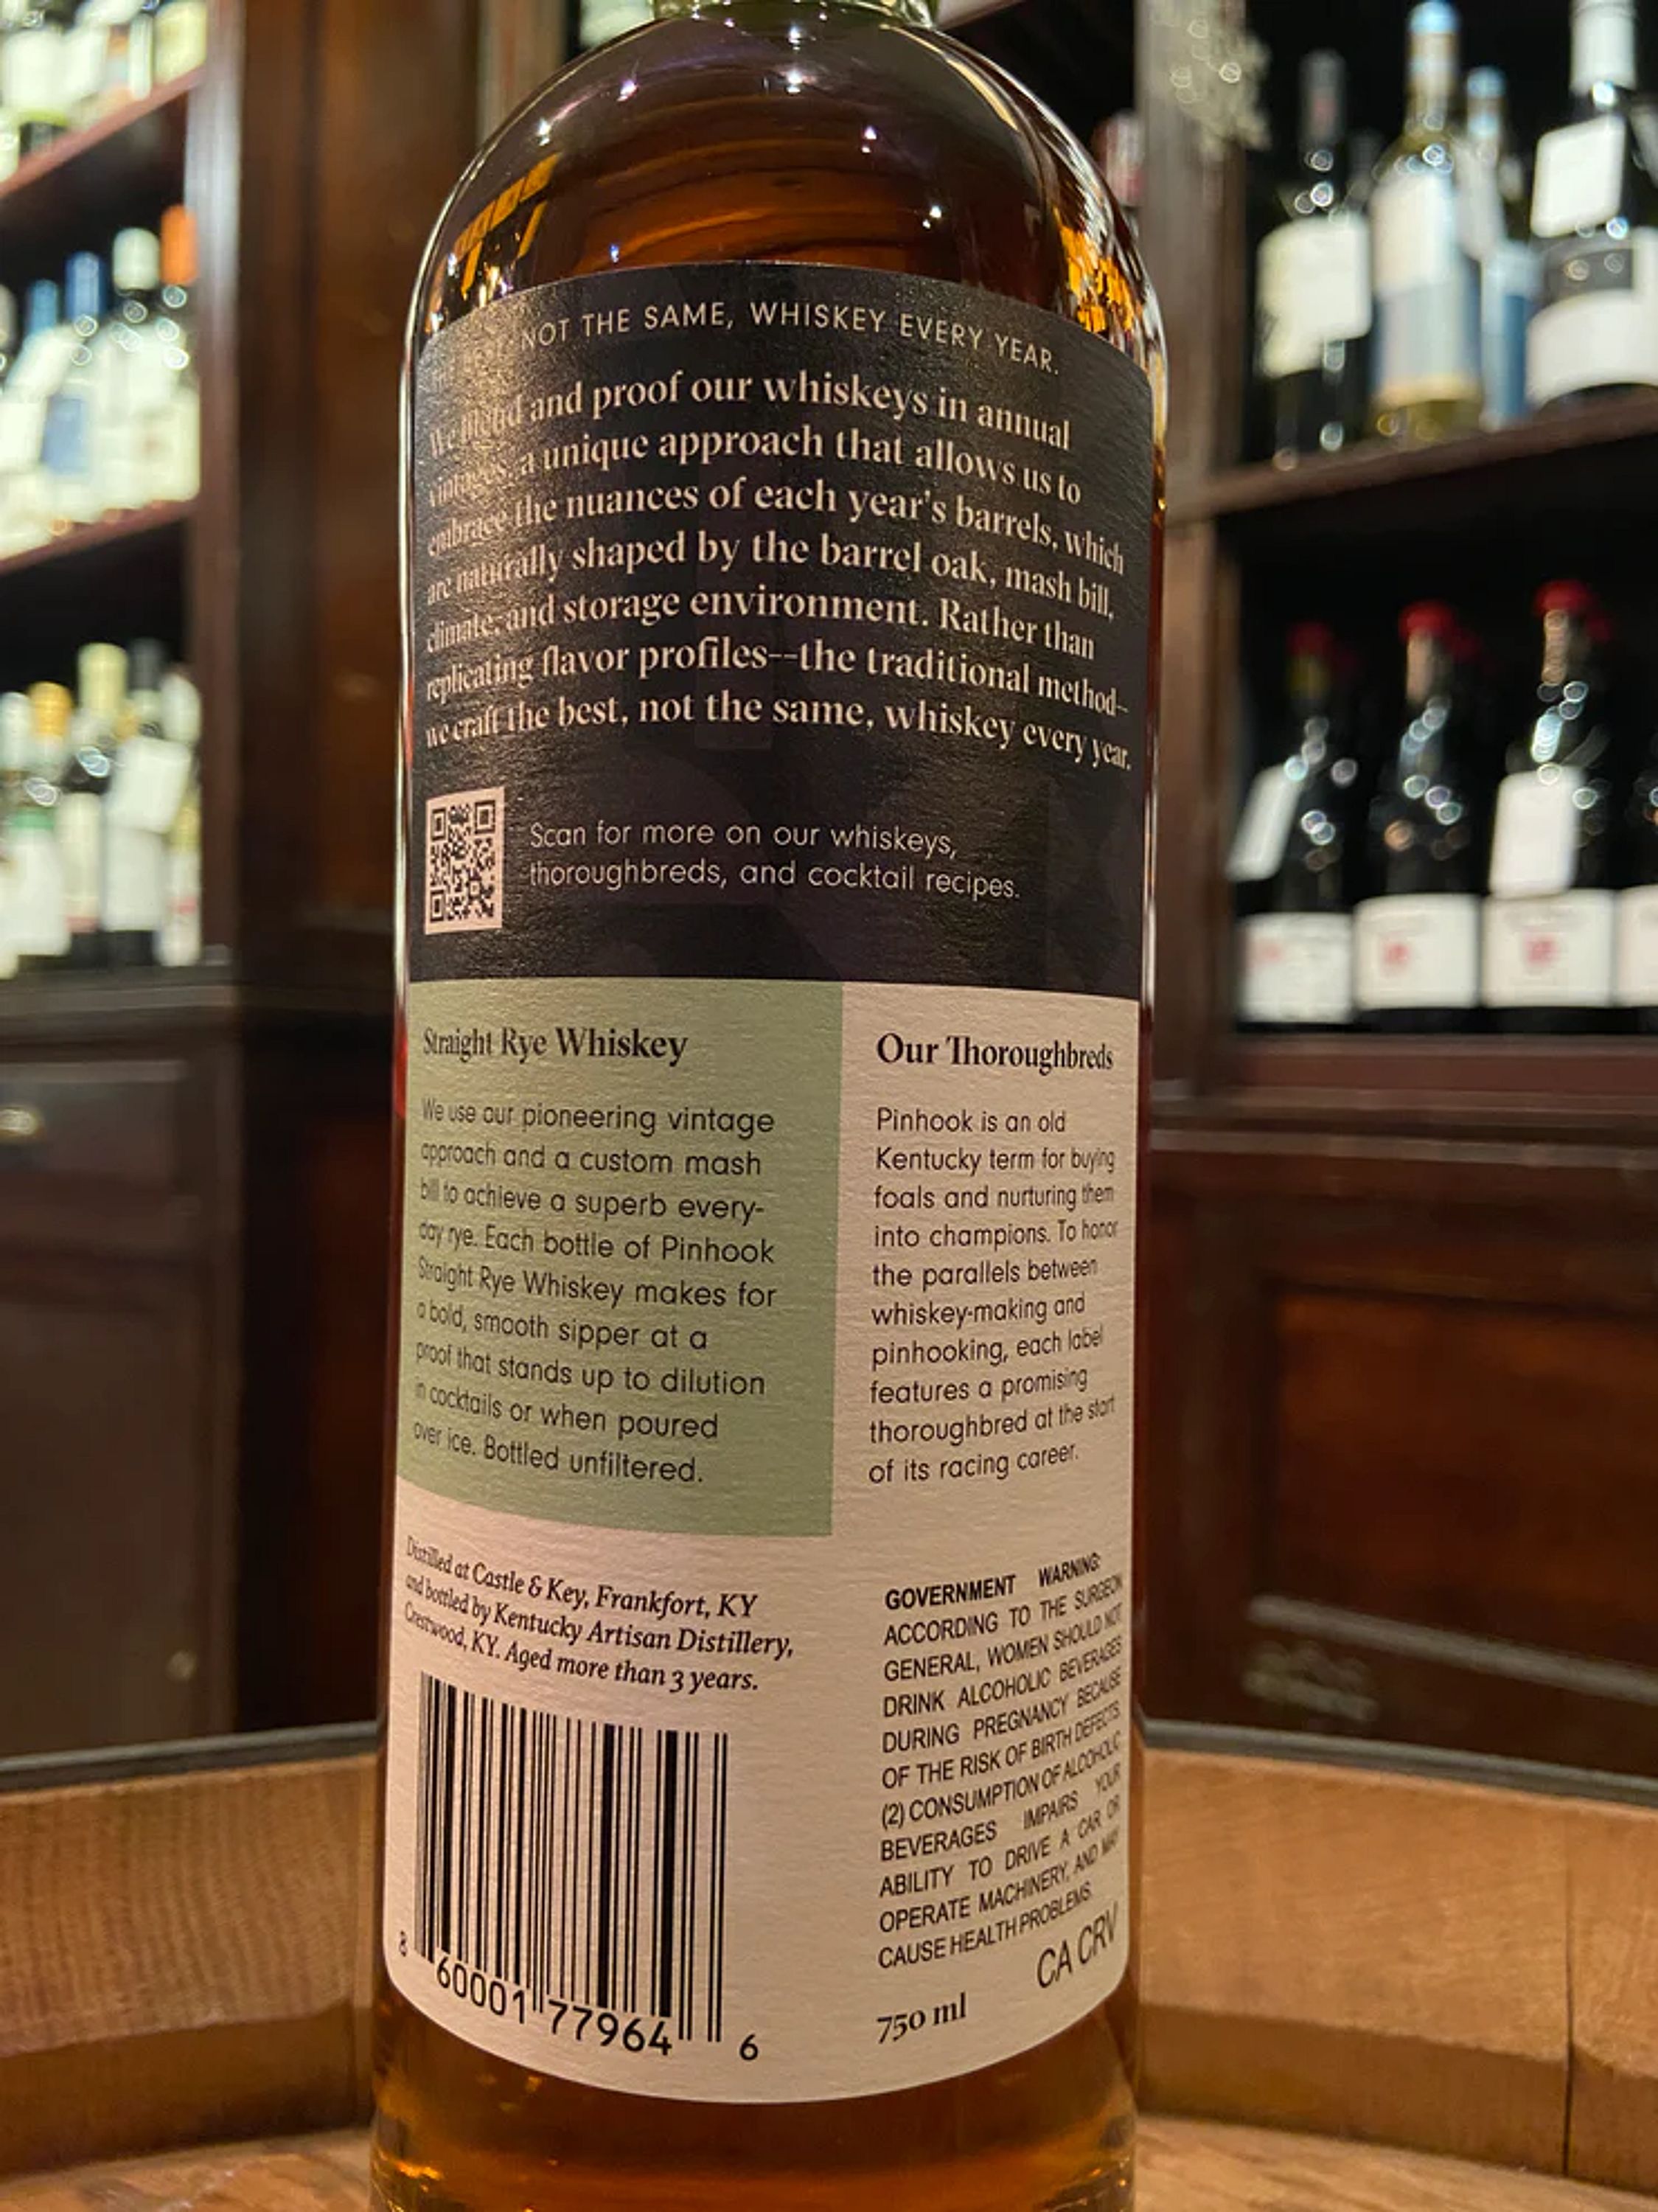 NOT THE SAME, WHISKEY EVERY YEAR.
We blend and proof our whiskeys in annual
vintages, a unique approach that allows us to
embrace the nuances of each year's barrels, which
are naturally shaped by the barrel oak, mash bill,
climate, and storage environment. Rather than
replicating flavor profiles--the traditional method--
we craft the best, not the same, whiskey every year.
Scan for more on our whiskeys,
thoroughbreds, and cocktail recipes.
Straight Rye Whiskey
We use our pioneering vintage
approach and a custom mash
bill to achieve a superb every-
day rye. Each bottle of Pinhook
Straight Rye Whiskey makes for
a bold, smooth sipper at a
proof that stands up to dilution
in cocktails or when poured
over ice. Bottled unfiltered.
Distilled at Castle & Key, Frankfort, KY
and bottled by Kentucky Artisan Distillery,
Crestwood, KY. Aged more than 3 years.
8 60001 77964 6
Our Thoroughbreds
Pinhook is an old
Kentucky term for buying
foals and nurturing them
into champions. To honor
the parallels between
whiskey-making and
pinhooking, each label
features a promising
thoroughbred at the start
of its racing career.
GOVERNMENT WARNING:
ACCORDING TO THE SURGEON
GENERAL, WOMEN SHOULD NOT
DRINK ALCOHOLIC BEVERAGES
DURING PREGNANCY BECAUSE
OF THE RISK OF BIRTH DEFECTS.
(2) CONSUMPTION OF ALCOHOLIC
BEVERAGES IMPAIRS YOUR
ABILITY TO DRIVE A CAR OR
OPERATE MACHINERY, AND MAY
CAUSE HEALTH PROBLEMS.
CA CRV
750 ml